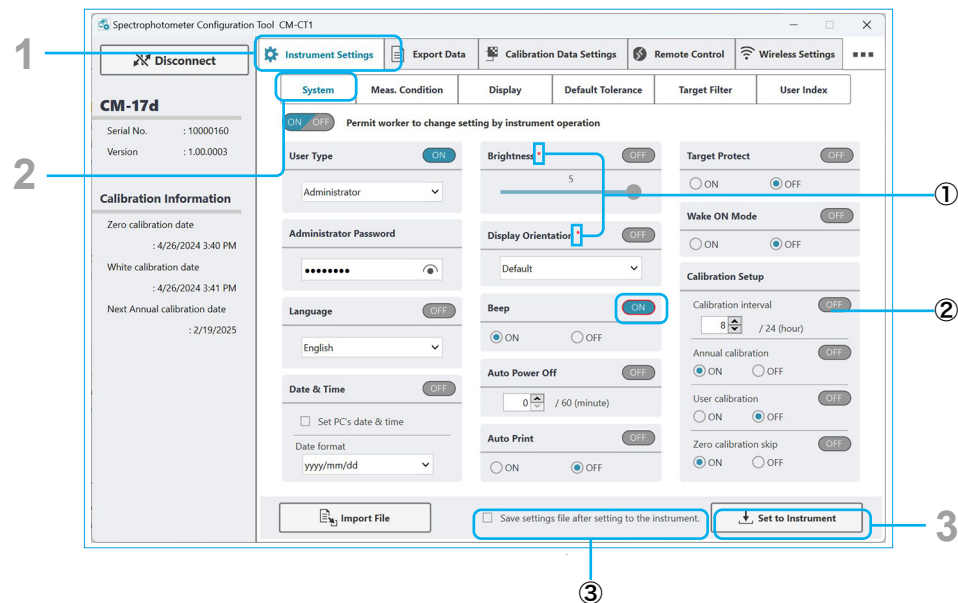 Spectrophotometer Configuration Tool CM-CT1
1
Disconnect
Instrument Settings
Export Data
Calibration Data Settings
Remote Control
Wireless Settings
System
Meas. Condition
Display
Default Tolerance
Target Filter
User Index
CM-17d
Serial No. : 10000160
Version : 1.00.0003
2
Calibration Information
Zero calibration date
: 4/26/2024 3:40 PM
White calibration date
: 4/26/2024 3:41 PM
Next Annual calibration date
: 2/19/2025
ON OFF Permit worker to change setting by instrument operation
User Type ON
Administrator
Administrator Password
••••••••
Language OFF
English
Date & Time OFF
Set PC's date & time
Date format
yyyy/mm/dd
Brightness * OFF
5
Display Orientation * OFF
Default
Beep ON
ON OFF
Auto Power Off OFF
0 / 60 (minute)
Auto Print OFF
ON OFF
Target Protect OFF
ON OFF
①
Wake ON Mode OFF
ON OFF
Calibration Setup
Calibration interval OFF
②
8 / 24 (hour)
Annual calibration OFF
ON OFF
User calibration OFF
ON OFF
Zero calibration skip OFF
ON OFF
Import File
Save settings file after setting to the instrument.
Set to Instrument
3
③